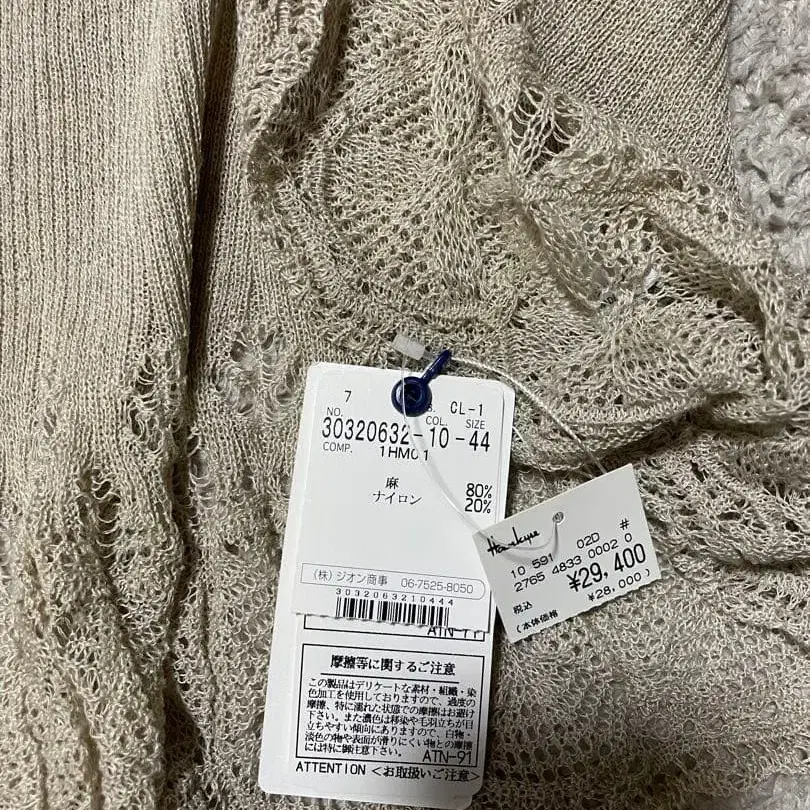 7 B. CL-1
NO. COL. SIZE
30320632-10-44
COMP. 1HM01
麻 80%
ナイロン 20%
(株)ジオン商事 06-7525-8050
3032063210444
摩擦等に関するご注意
この製品はデリケートな素材・組織・染
色加工を使用しておりますので、過度の
摩擦、特に濡れた状態での摩擦はお避け
下さい。また濃色は移染や毛羽立ちが目
立ちやすい傾向にありますので、白物・
淡色の物や表面が滑りにくい物との摩擦
には特に御注意下さい。
ATN-91
ATTENTION <お取扱いご注意>
Hankyu
10 591 02D #
2765 4833 0002 0
¥29,400
税込
(本体価格 ¥28,000)